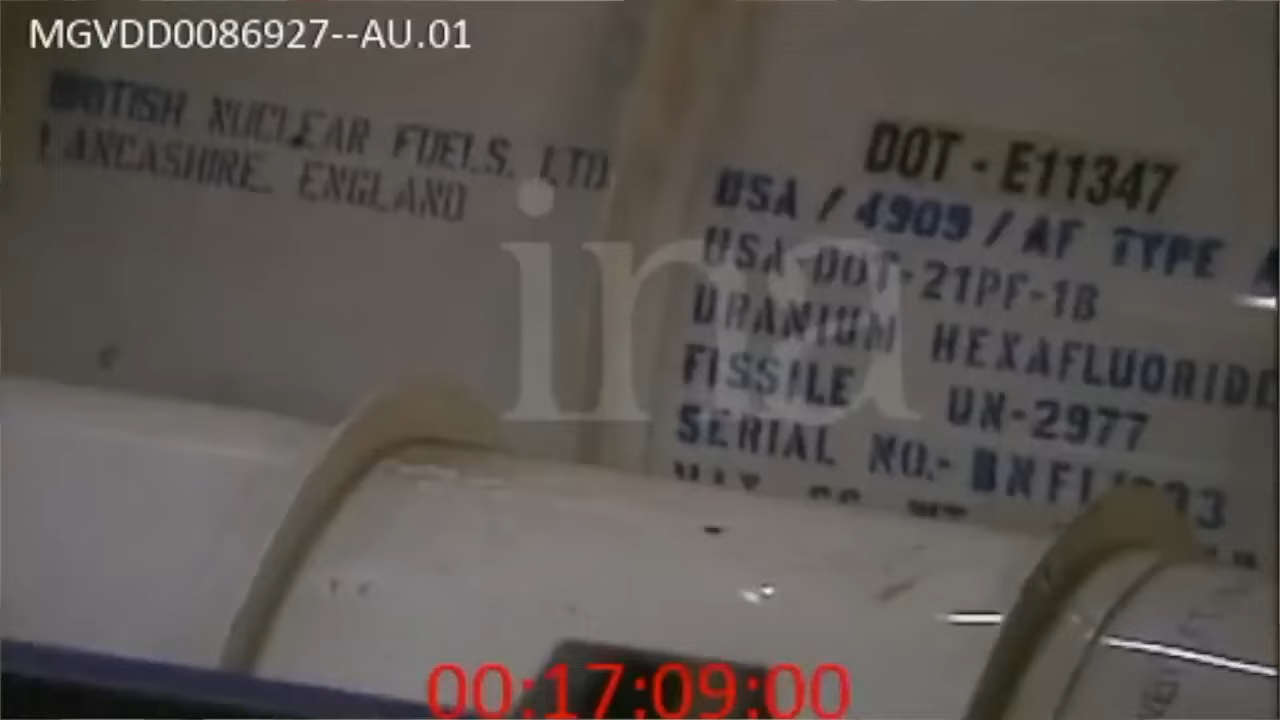 MGVDD0086927--AU.01
BRITISH NUCLEAR FUELS, LTD
LANCASHIRE, ENGLAND
ina
DOT - E11347
USA / 4909 / AF TYPE A
USA-DOT-21PF-1B
URANIUM HEXAFLUORIDE
FISSILE UN-2977
SERIAL NO.-
00:17:09:00